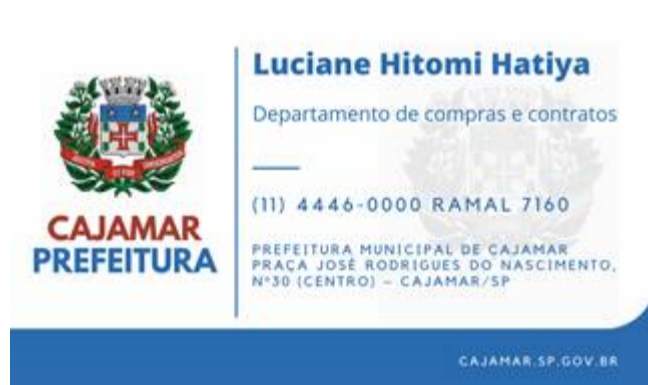 CAJAMAR
PREFEITURA
Luciane Hitomi Hatiya
Departamento de compras e contratos
(11) 4446-0000 RAMAL 7160
PREFEITURA MUNICIPAL DE CAJAMAR
PRAÇA JOSÉ RODRIGUES DO NASCIMENTO,
Nº30 (CENTRO) – CAJAMAR/SP
CAJAMAR.SP.GOV.BR